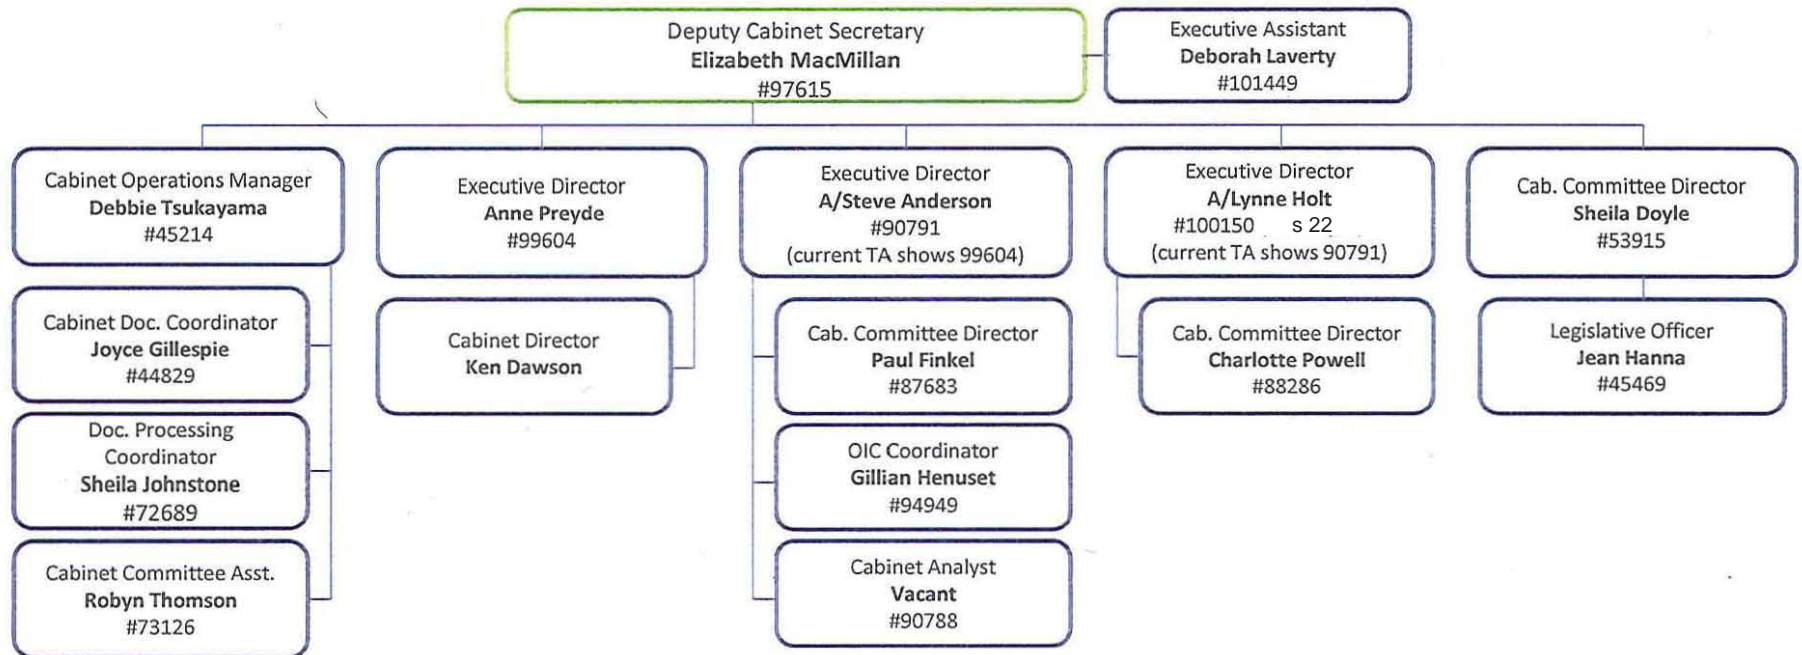 Deputy Cabinet Secretary
Elizabeth MacMillan
#97615
Executive Assistant
Deborah Laverty
#101449
Cabinet Operations Manager
Debbie Tsukayama
#45214
Executive Director
Anne Preyde
#99604
Executive Director
A/Steve Anderson
#90791
(current TA shows 99604)
Executive Director
A/Lynne Holt
#100150 s 22
(current TA shows 90791)
Cab. Committee Director
Sheila Doyle
#53915
Cabinet Doc. Coordinator
Joyce Gillespie
#44829
Doc. Processing
Coordinator
Sheila Johnstone
#72689
Cabinet Committee Asst.
Robyn Thomson
#73126
Cabinet Director
Ken Dawson
Cab. Committee Director
Paul Finkel
#87683
OIC Coordinator
Gillian Henuset
#94949
Cabinet Analyst
Vacant
#90788
Cab. Committee Director
Charlotte Powell
#88286
Legislative Officer
Jean Hanna
#45469